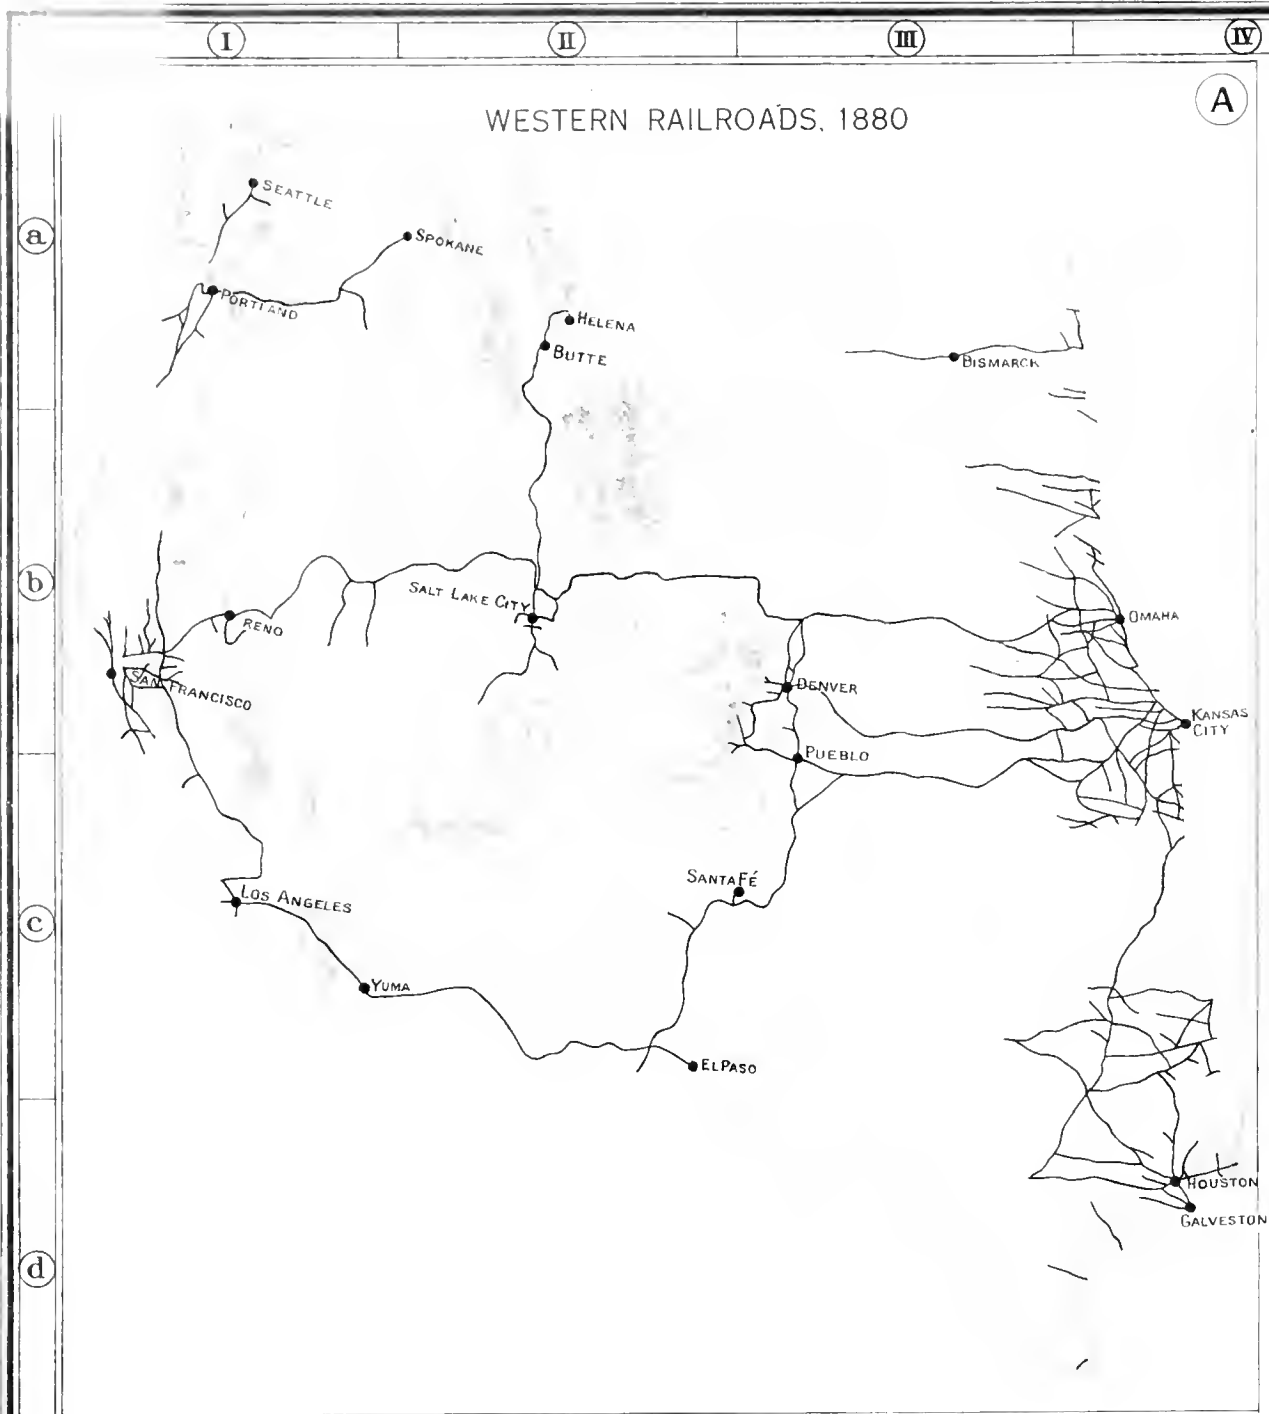 I
II
III
IV
A
WESTERN RAILROADS, 1880
a
SEATTLE
SPOKANE
PORTLAND
HELENA
BUTTE
BISMARCK
b
SALT LAKE CITY
RENO
OMAHA
SAN FRANCISCO
DENVER
KANSAS
CITY
PUEBLO
SANTA FÉ
c
LOS ANGELES
YUMA
EL PASO
HOUSTON
GALVESTON
d